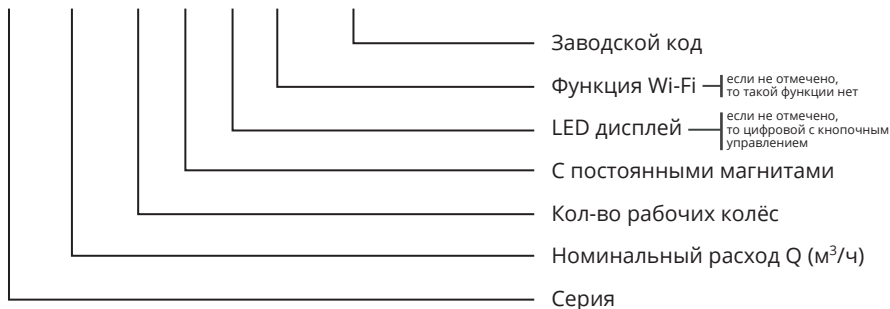 Заводской код
Функция Wi-Fi
если не отмечено,
то такой функции нет
LED дисплей
если не отмечено,
то цифровой с кнопочным
управлением
С постоянными магнитами
Кол-во рабочих колёс
Номинальный расход Q (м³/ч)
Серия